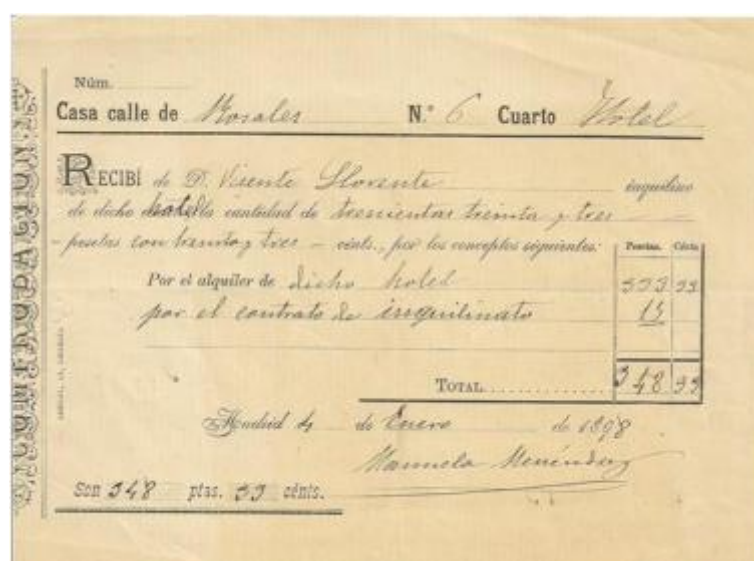 Núm.
Casa calle de Rosales N.º 6 Cuarto Hotel
RECIBÍ de D. Vicente Llorente inquilino
de dicho hotel la cantidad de trescientas treinta y tres
pesetas con treinta y tres cénts., por los conceptos siguientes:
Pesetas. Cénts
Por el alquiler de dicho hotel 333 33
por el contrato de inquilinato 15
TOTAL 348 33
Madrid 4 de Enero de 1898
Manuela Menéndez
Son 348 ptas. 33 cénts.